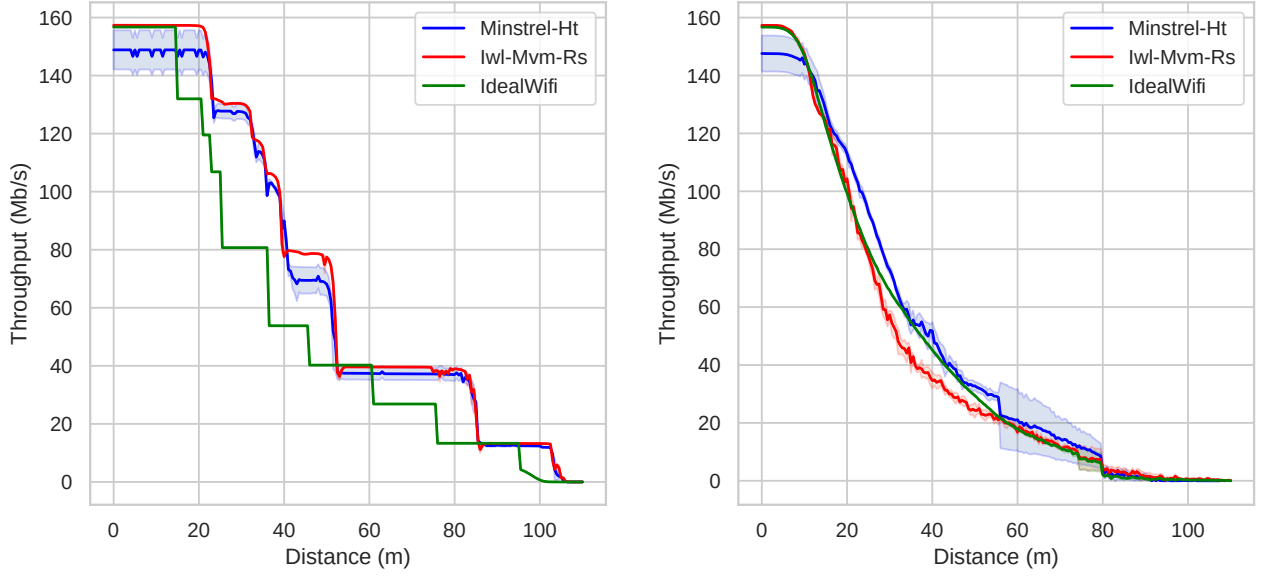 160
140
120
100
80
60
40
20
0
Throughput (Mb/s)
0 20 40 60 80 100
Distance (m)
Minstrel-Ht
Iwl-Mvm-Rs
IdealWifi
160
140
120
100
80
60
40
20
0
Throughput (Mb/s)
0 20 40 60 80 100
Distance (m)
Minstrel-Ht
Iwl-Mvm-Rs
IdealWifi